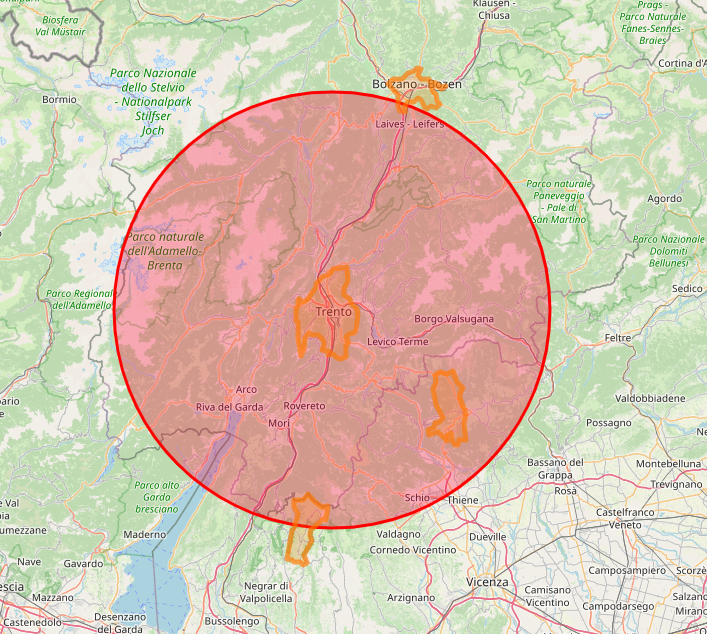 Klausen -
Chiusa
Prags -
Parco Naturale
Fanes-Sennes-
Braies
Biosfera
Val Müstair
Cortina d'A
Parco Nazionale
dello Stelvio
- Nationalpark
Stilfser
Joch
Bolzano - Bozen
Bormio
Laives - Leifers
Parco naturale
Paneveggio
- Pale di
San Martino
Agordo
Parco naturale
dell'Adamello-
Brenta
Parco Nazionale
Dolomiti
Bellunesi
Parco Regionale
dell'Adamello
Sedico
Trento
Borgo Valsugana
Levico Terme
Feltre
Arco
Riva del Garda
Rovereto
Mori
Valdobbiadene
Possagno
Bassano del
Grappa
Rosà
Montebelluna
Trevignano
Parco alto
Garda
bresciano
Schio
Thiene
Castelfranco
Veneto
Maderno
Valdagno
Dueville
Cornedo Vicentino
Nave
Gavardo
Camposampiero
Scorzè
Negrar di
Valpolicella
Vicenza
Camisano
Vicentino
Arzignano
Mazzano
Campodarsego
Salzano
Mirano
Castenedolo
Desenzano
del Garda
Bussolengo